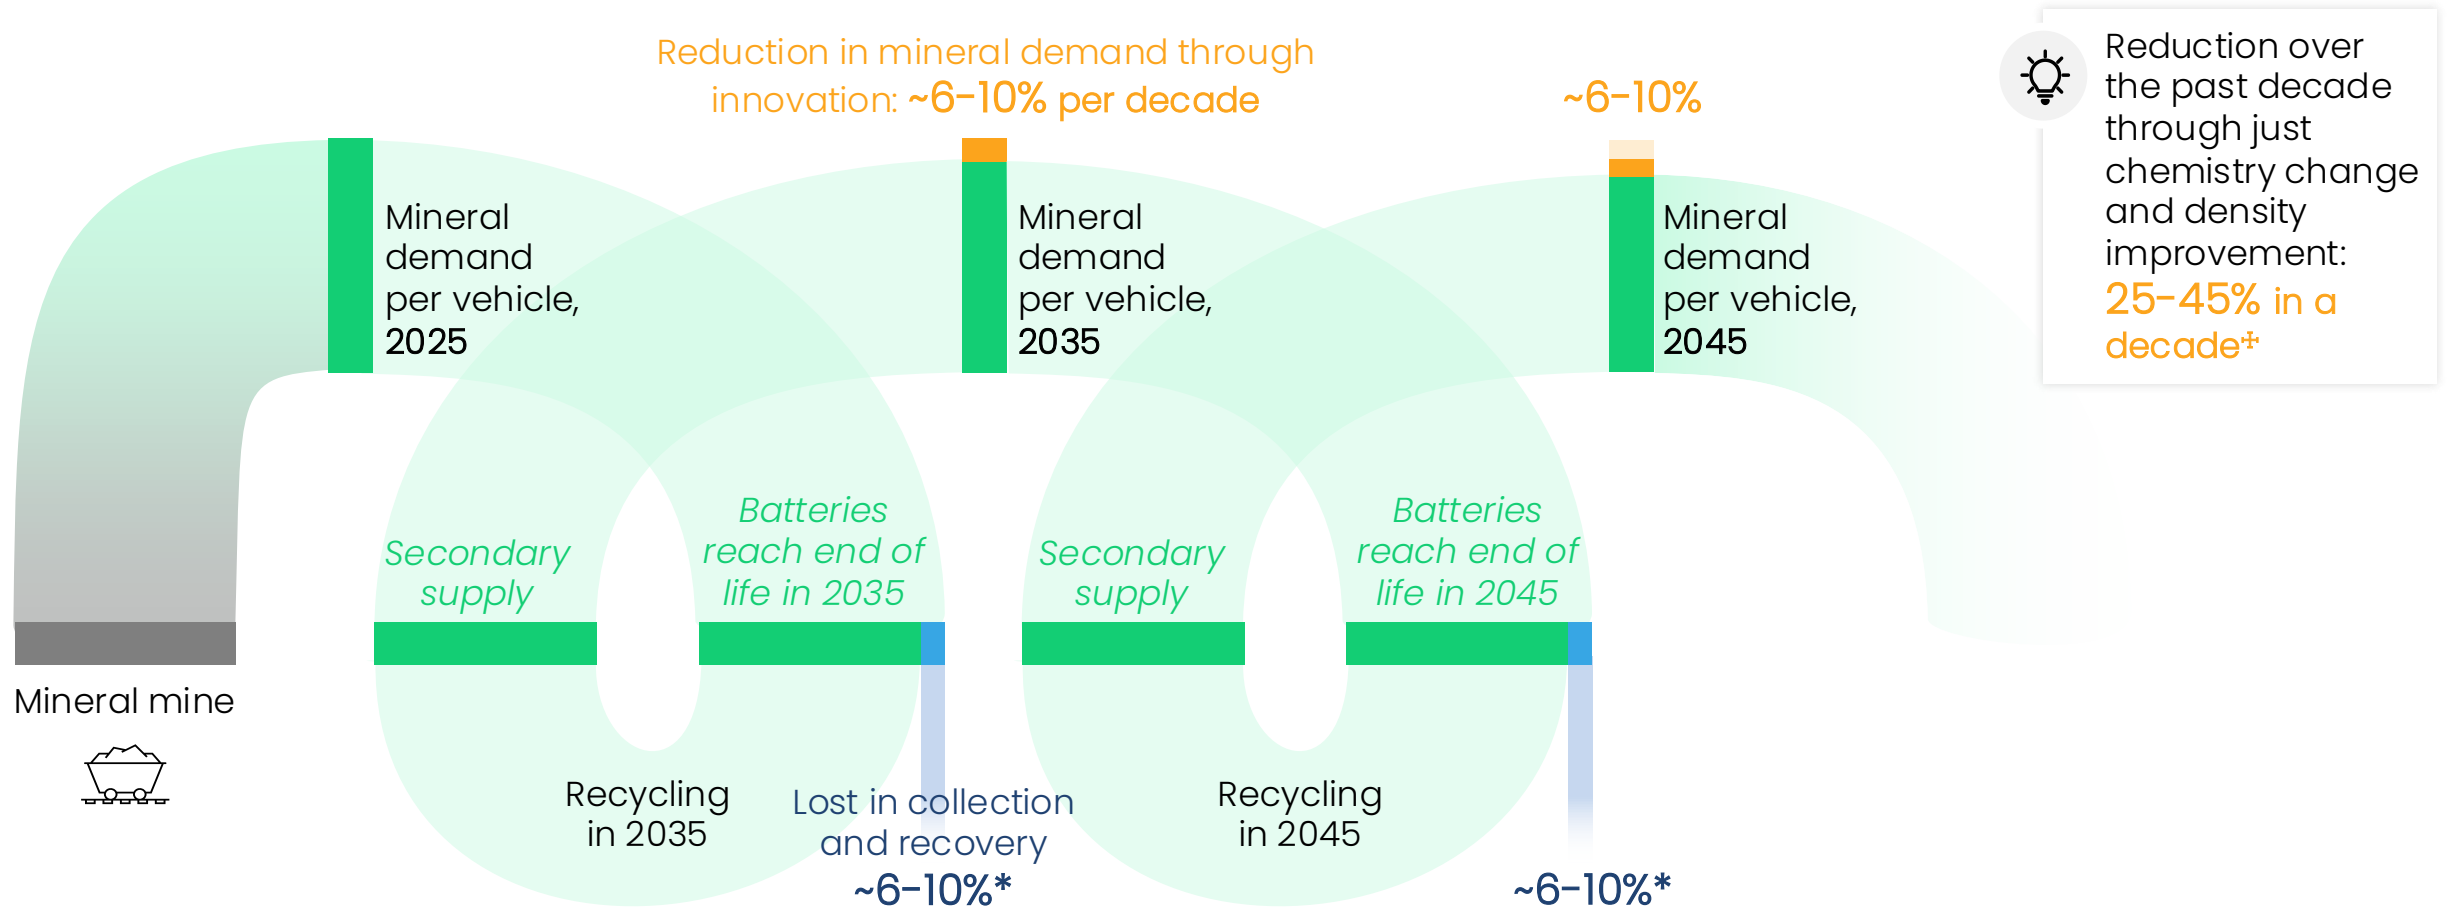 Reduction in mineral demand through
innovation: ~6-10% per decade
~6-10%
Reduction over
the past decade
through just
chemistry change
and density
improvement:
25-45% in a
decade☩
Mineral
demand
per vehicle,
2025
Mineral
demand
per vehicle,
2035
Mineral
demand
per vehicle,
2045
Secondary
supply
Batteries
reach end of
life in 2035
Secondary
supply
Batteries
reach end of
life in 2045
Mineral mine
Recycling
in 2035
Lost in collection
and recovery
~6-10%*
Recycling
in 2045
~6-10%*